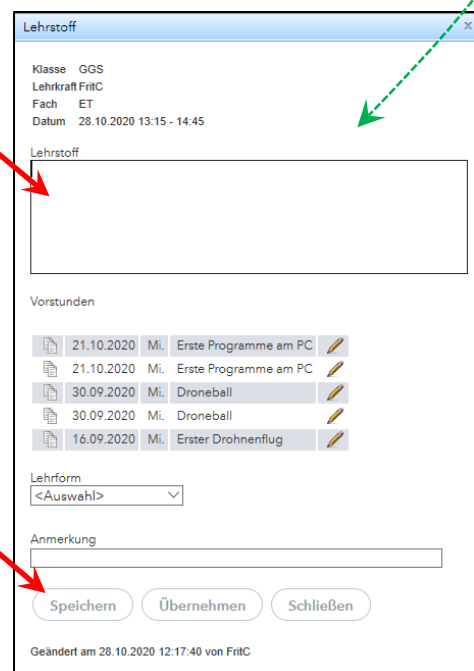 Lehrstoff x
Klasse GGS
Lehrkraft FritC
Fach ET
Datum 28.10.2020 13:15 - 14:45
Lehrstoff
Vorstunden
21.10.2020 Mi. Erste Programme am PC
21.10.2020 Mi. Erste Programme am PC
30.09.2020 Mi. Droneball
30.09.2020 Mi. Droneball
16.09.2020 Mi. Erster Drohnenflug
Lehrform
<Auswahl>
Anmerkung
Speichern Übernehmen Schließen
Geändert am 28.10.2020 12:17:40 von FritC